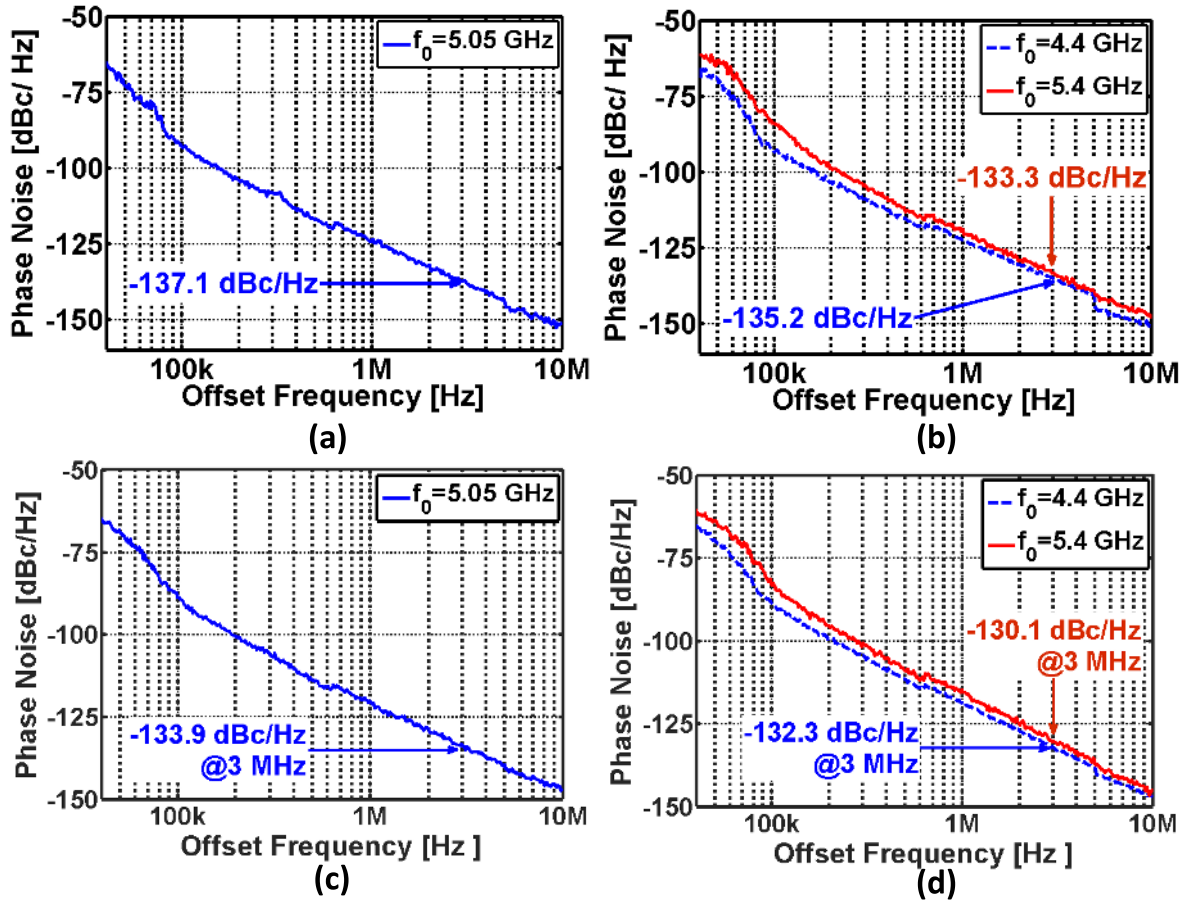 -50
-75
-100
-125
-150
Phase Noise [dBc/ Hz]
f0=5.05 GHz
-137.1 dBc/Hz
100k
1M
10M
Offset Frequency [Hz]
(a)
-50
-75
-100
-125
-150
Phase Noise [dBc/ Hz]
f0=4.4 GHz
f0=5.4 GHz
-133.3 dBc/Hz
-135.2 dBc/Hz
100k
1M
10M
Offset Frequency [Hz]
(b)
-50
-75
-100
-125
-150
Phase Noise [dBc/Hz]
f0=5.05 GHz
-133.9 dBc/Hz
@3 MHz
100k
1M
10M
Offset Frequency [Hz ]
(c)
-50
-75
-100
-125
-150
Phase Noise [dBc/Hz]
f0=4.4 GHz
f0=5.4 GHz
-130.1 dBc/Hz
@3 MHz
-132.3 dBc/Hz
@3 MHz
100k
1M
10M
Offset Frequency [Hz ]
(d)